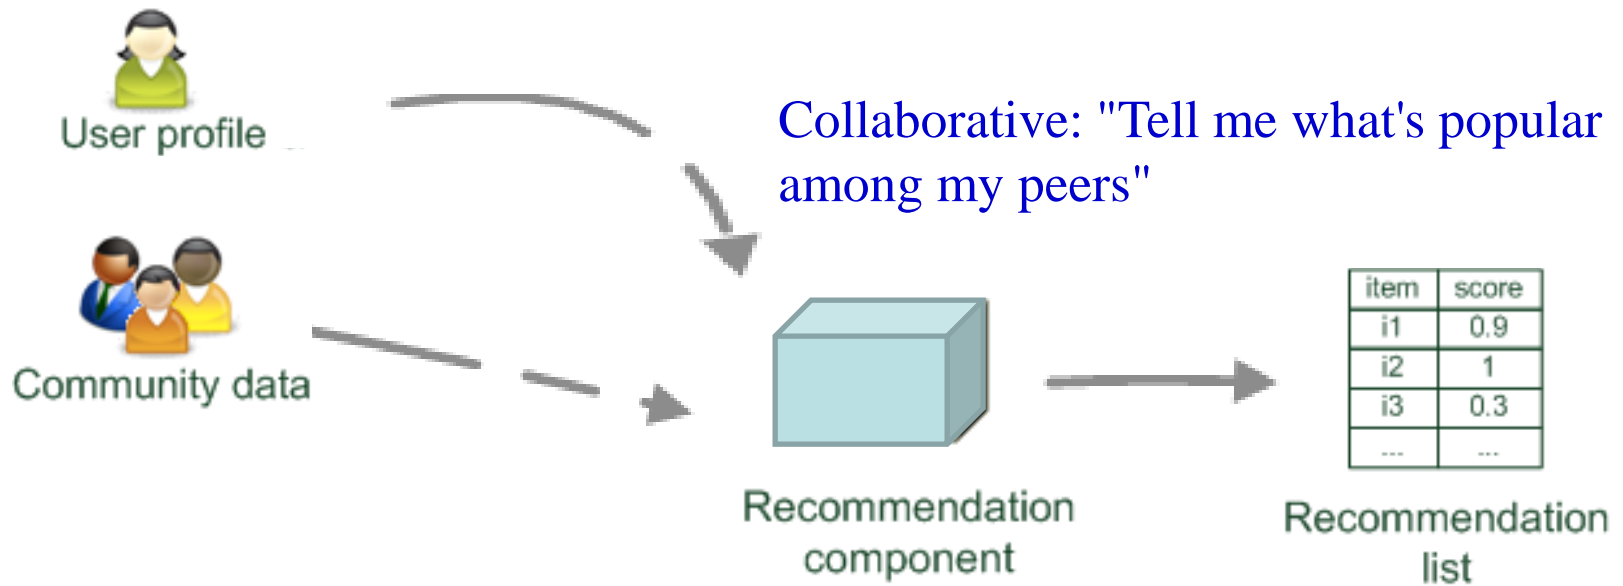 User profile
Collaborative: "Tell me what's popular
among my peers"
Community data
item score
i1 0.9
i2 1
i3 0.3
... ...
Recommendation
component
Recommendation
list